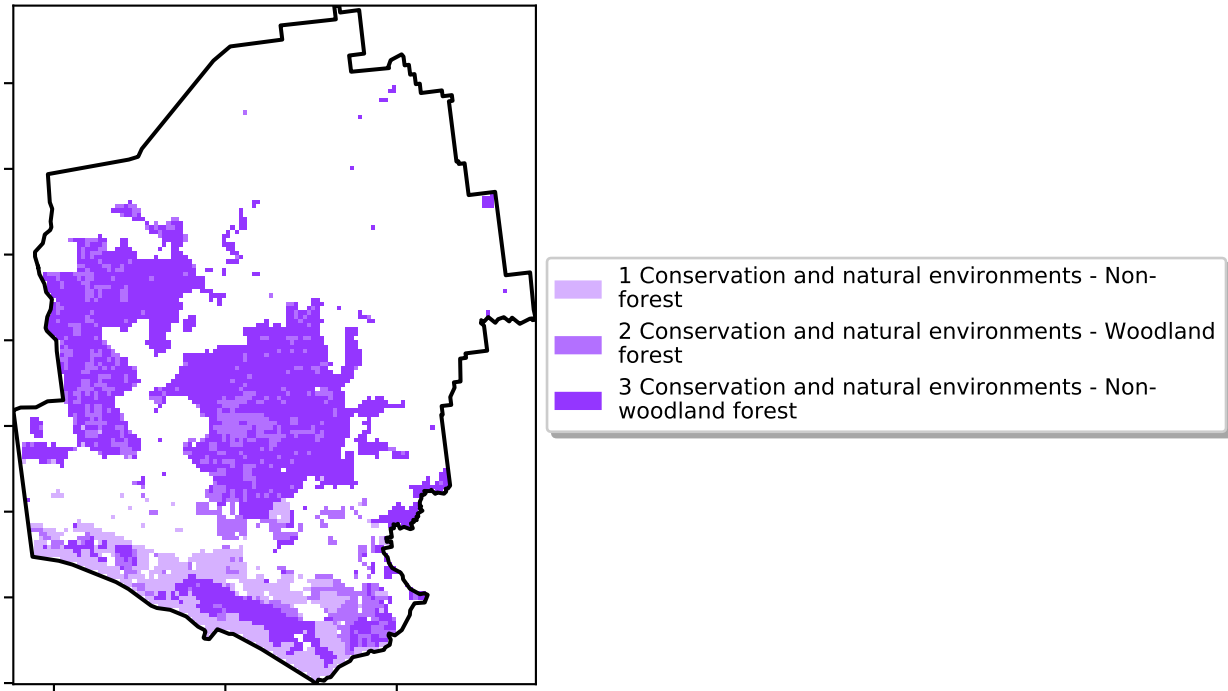 1 Conservation and natural environments - Non-
forest
2 Conservation and natural environments - Woodland
forest
3 Conservation and natural environments - Non-
woodland forest